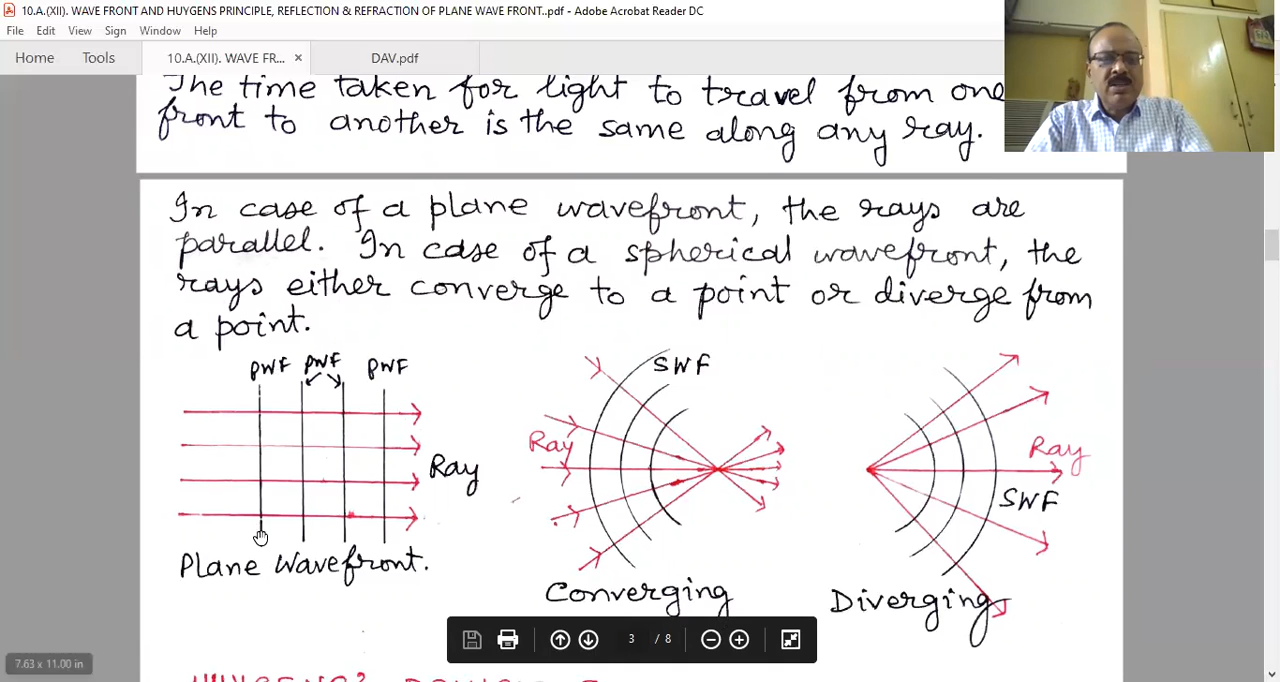 10.A.(XII). WAVE FRONT AND HUYGENS PRINCIPLE, REFLECTION & REFRACTION OF PLANE WAVE FRONT..pdf - Adobe Acrobat Reader DC
File Edit View Sign Window Help
Home Tools 10.A.(XII). WAVE FR... × DAV.pdf
The time taken for light to travel from one
front to another is the same along any ray.
In case of a plane wavefront, the rays are
parallel. In case of a spherical wavefront, the
rays either converge to a point or diverge from
a point.
PWF PWF PWF
Ray
Plane Wavefront.
SWF
Ray
Converging
Ray
SWF
Diverging
3 / 8
7.63 x 11.00 in